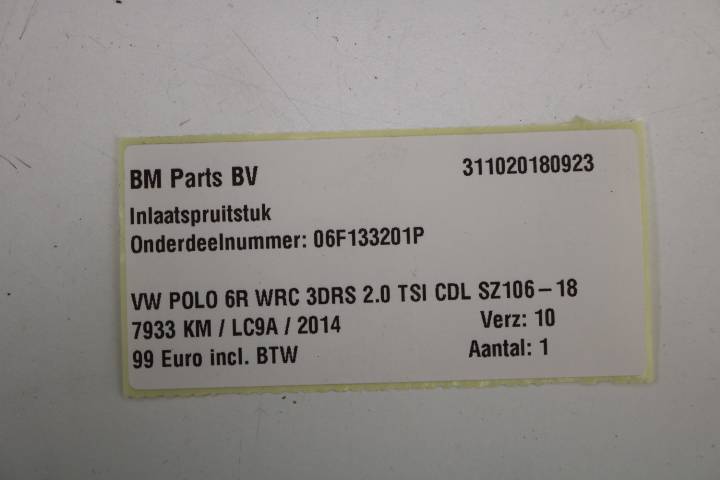 BM Parts BV 311020180923
Inlaatspruitstuk
Onderdeelnummer: 06F133201P
VW POLO 6R WRC 3DRS 2.0 TSI CDL SZ106-18
7933 KM / LC9A / 2014 Verz: 10
99 Euro incl. BTW Aantal: 1